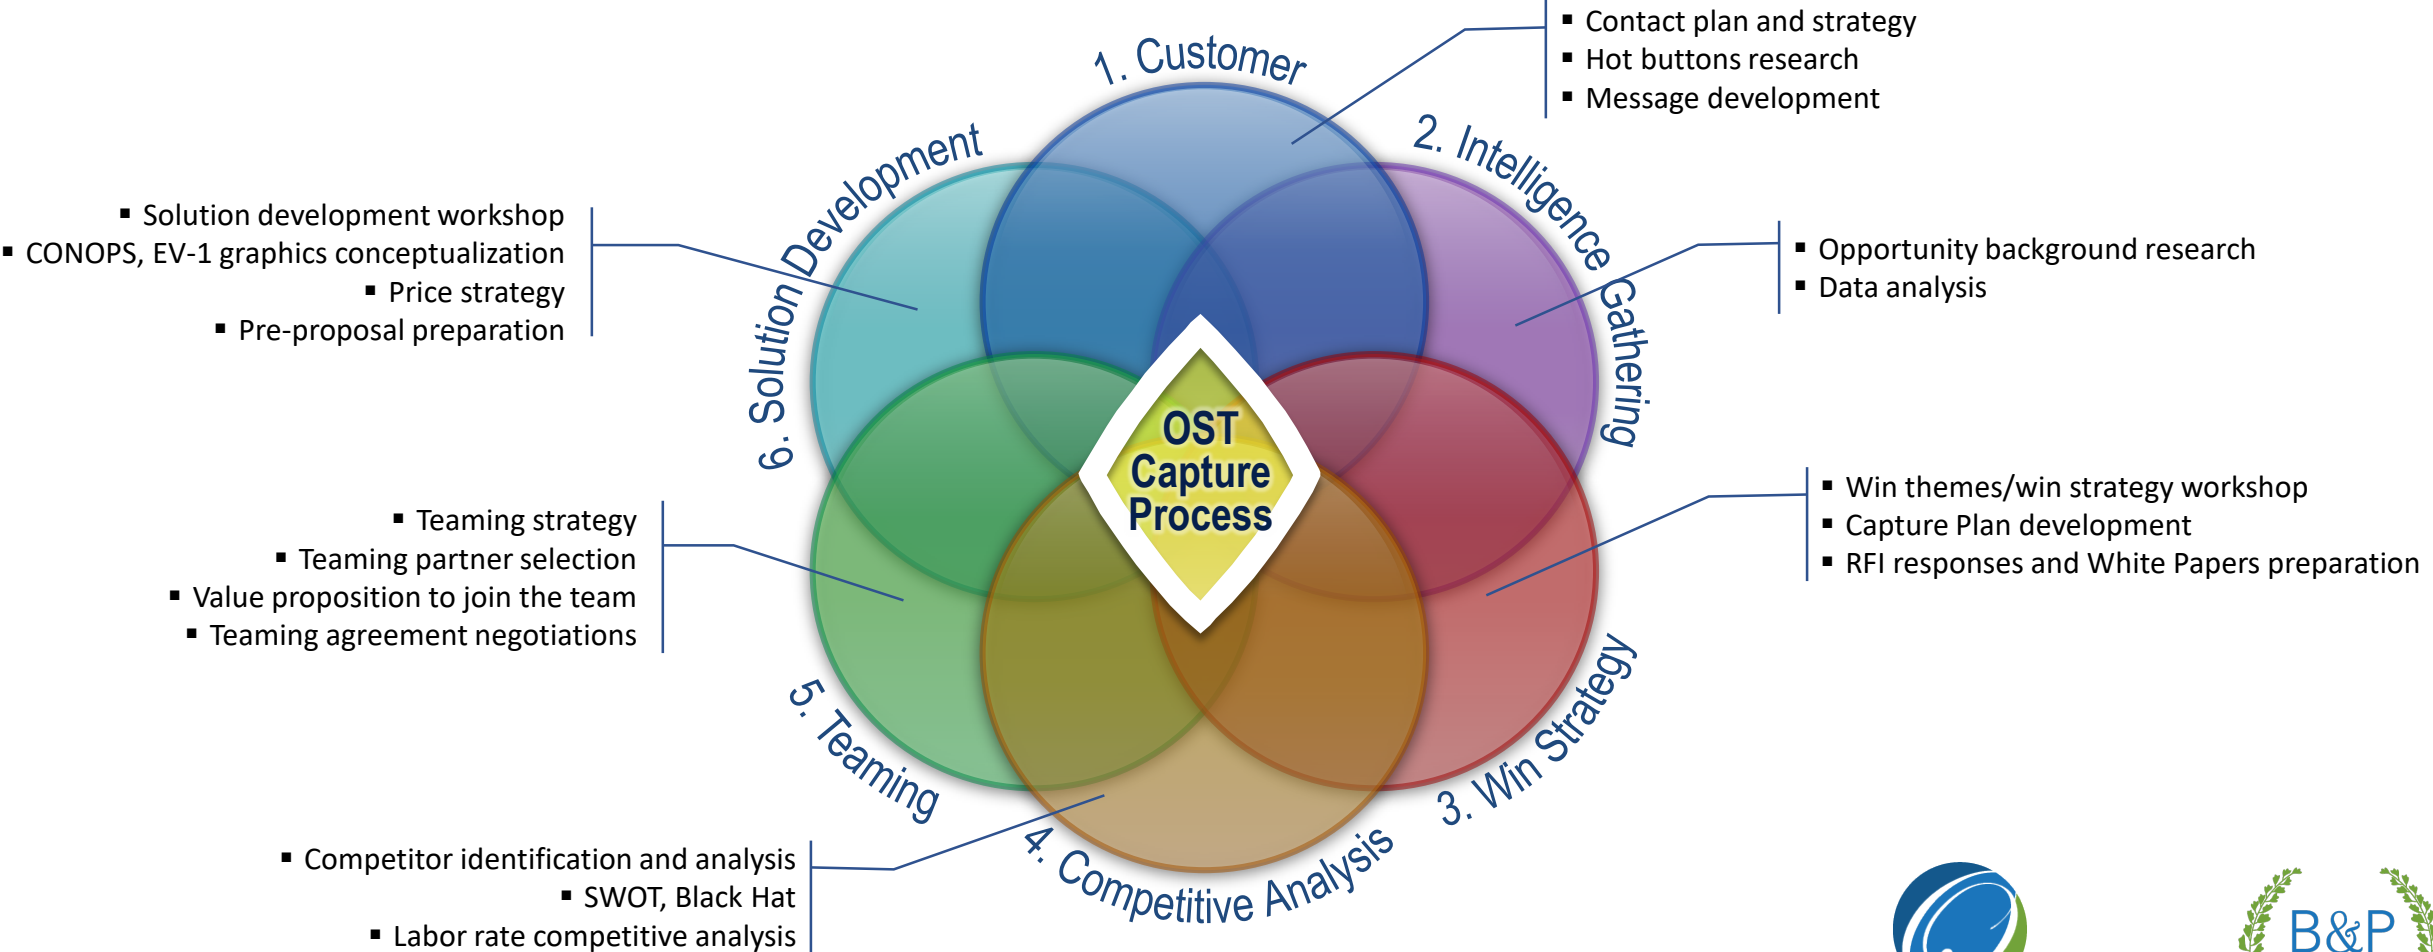 1. Customer
▪ Contact plan and strategy
▪ Hot buttons research
▪ Message development
2. Intelligence Gathering
▪ Opportunity background research
▪ Data analysis
3. Win Strategy
▪ Win themes/win strategy workshop
▪ Capture Plan development
▪ RFI responses and White Papers preparation
4. Competitive Analysis
▪ Competitor identification and analysis
▪ SWOT, Black Hat
▪ Labor rate competitive analysis
5. Teaming
▪ Teaming strategy
▪ Teaming partner selection
▪ Value proposition to join the team
▪ Teaming agreement negotiations
6. Solution Development
▪ Solution development workshop
▪ CONOPS, EV-1 graphics conceptualization
▪ Price strategy
▪ Pre-proposal preparation
OST
Capture
Process
B&P